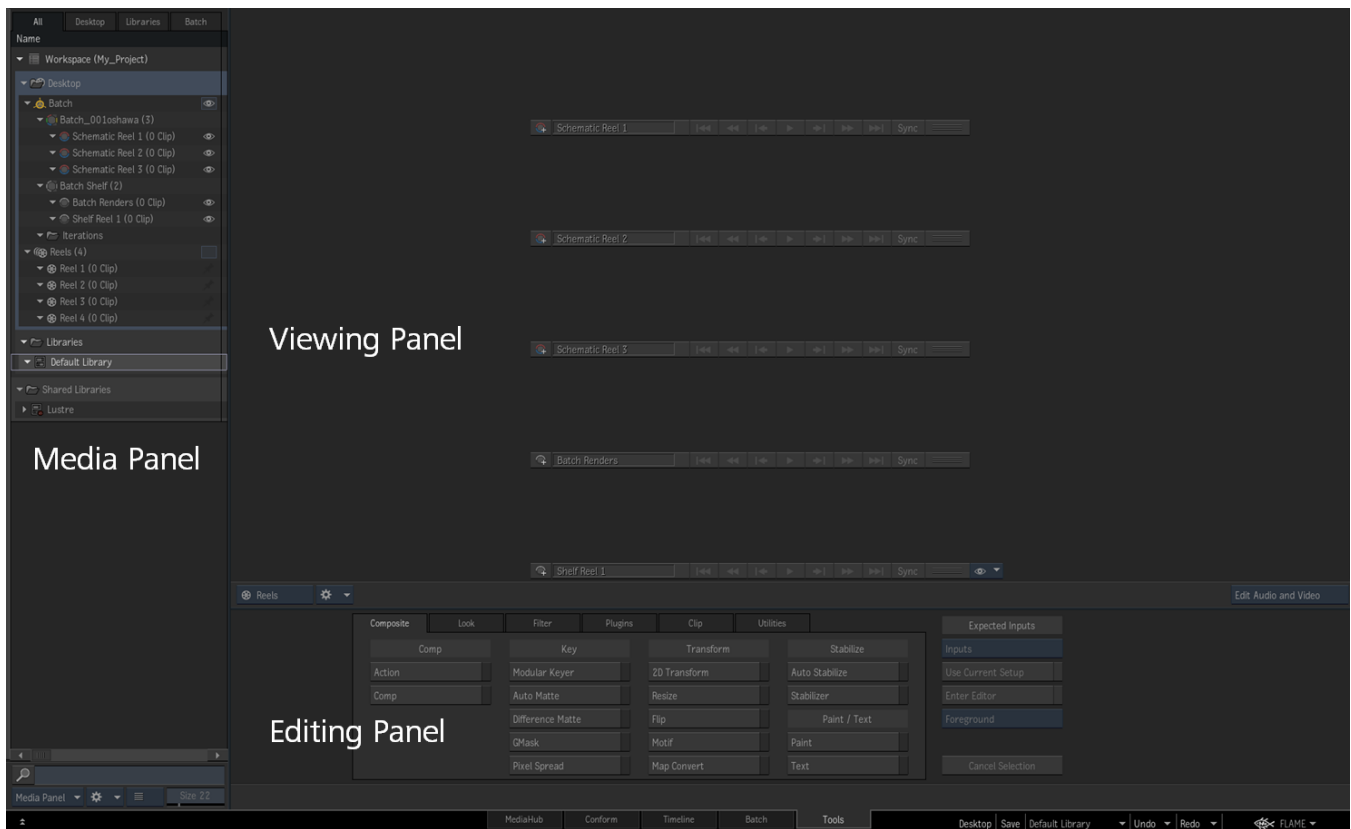 All Desktop Libraries Batch
Name
Workspace (My_Project)
Desktop
Batch
Batch_001oshawa (3)
Schematic Reel 1 (0 Clip)
Schematic Reel 2 (0 Clip)
Schematic Reel 3 (0 Clip)
Batch Shelf (2)
Batch Renders (0 Clip)
Shelf Reel 1 (0 Clip)
Iterations
Reels (4)
Reel 1 (0 Clip)
Reel 2 (0 Clip)
Reel 3 (0 Clip)
Reel 4 (0 Clip)
Libraries
Default Library
Shared Libraries
Lustre
Media Panel
Media Panel Size 22
Schematic Reel 1 Sync
Schematic Reel 2 Sync
Viewing Panel
Schematic Reel 3 Sync
Batch Renders Sync
Shelf Reel 1 Sync
Reels Edit Audio and Video
Composite Look Filter Plugins Clip Utilities Expected Inputs
Comp Key Transform Stabilize Inputs
Action Modular Keyer 2D Transform Auto Stabilize Use Current Setup
Comp Auto Matte Resize Stabilizer Enter Editor
Difference Matte Flip Paint / Text Foreground
Editing Panel
GMask Motif Paint
Pixel Spread Map Convert Text Cancel Selection
MediaHub Conform Timeline Batch Tools Desktop Save Default Library Undo Redo FLAME